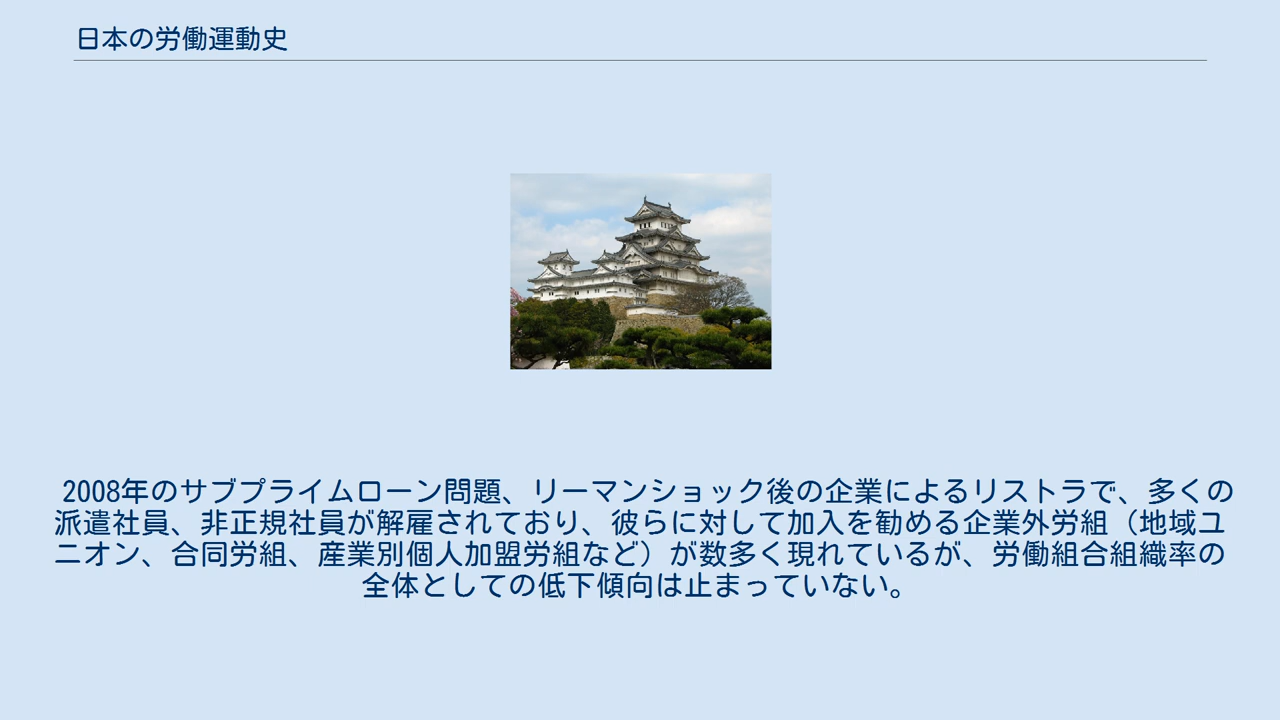 日本の労働運動史
2008年のサブプライムローン問題、リーマンショック後の企業によるリストラで、多くの
派遣社員、非正規社員が解雇されており、彼らに対して加入を勧める企業外労組（地域ユ
ニオン、合同労組、産業別個人加盟労組など）が数多く現れているが、労働組合組織率の
全体としての低下傾向は止まっていない。